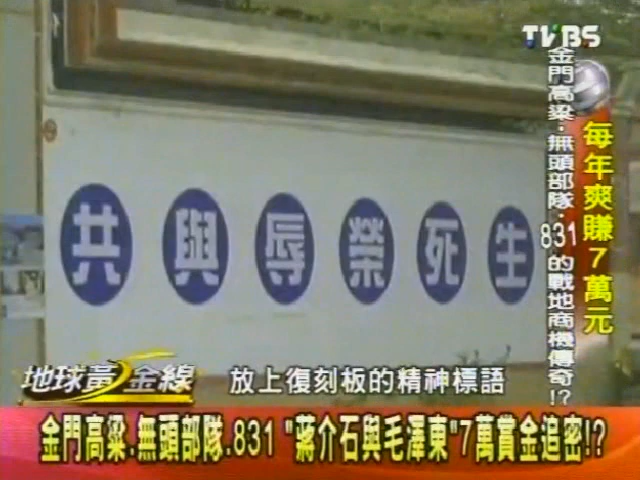 TVBS
每年爽賺7萬元
金門高粱.無頭部隊.831的戰地商機傳奇!?
共與辱榮死生
地球黃金線
放上復刻板的精神標語
金門高粱.無頭部隊.831 "蔣介石與毛澤東"7萬賞金追密!?